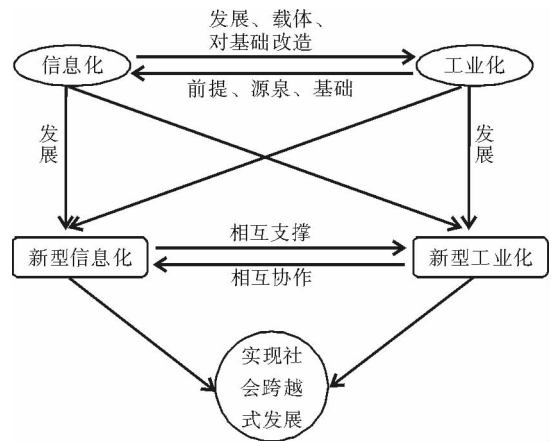 发展、载体、
对基础改造
信息化
工业化
前提、源泉、基础
发展
发展
相互支撑
新型信息化
新型工业化
相互协作
实现社
会跨越
式发展